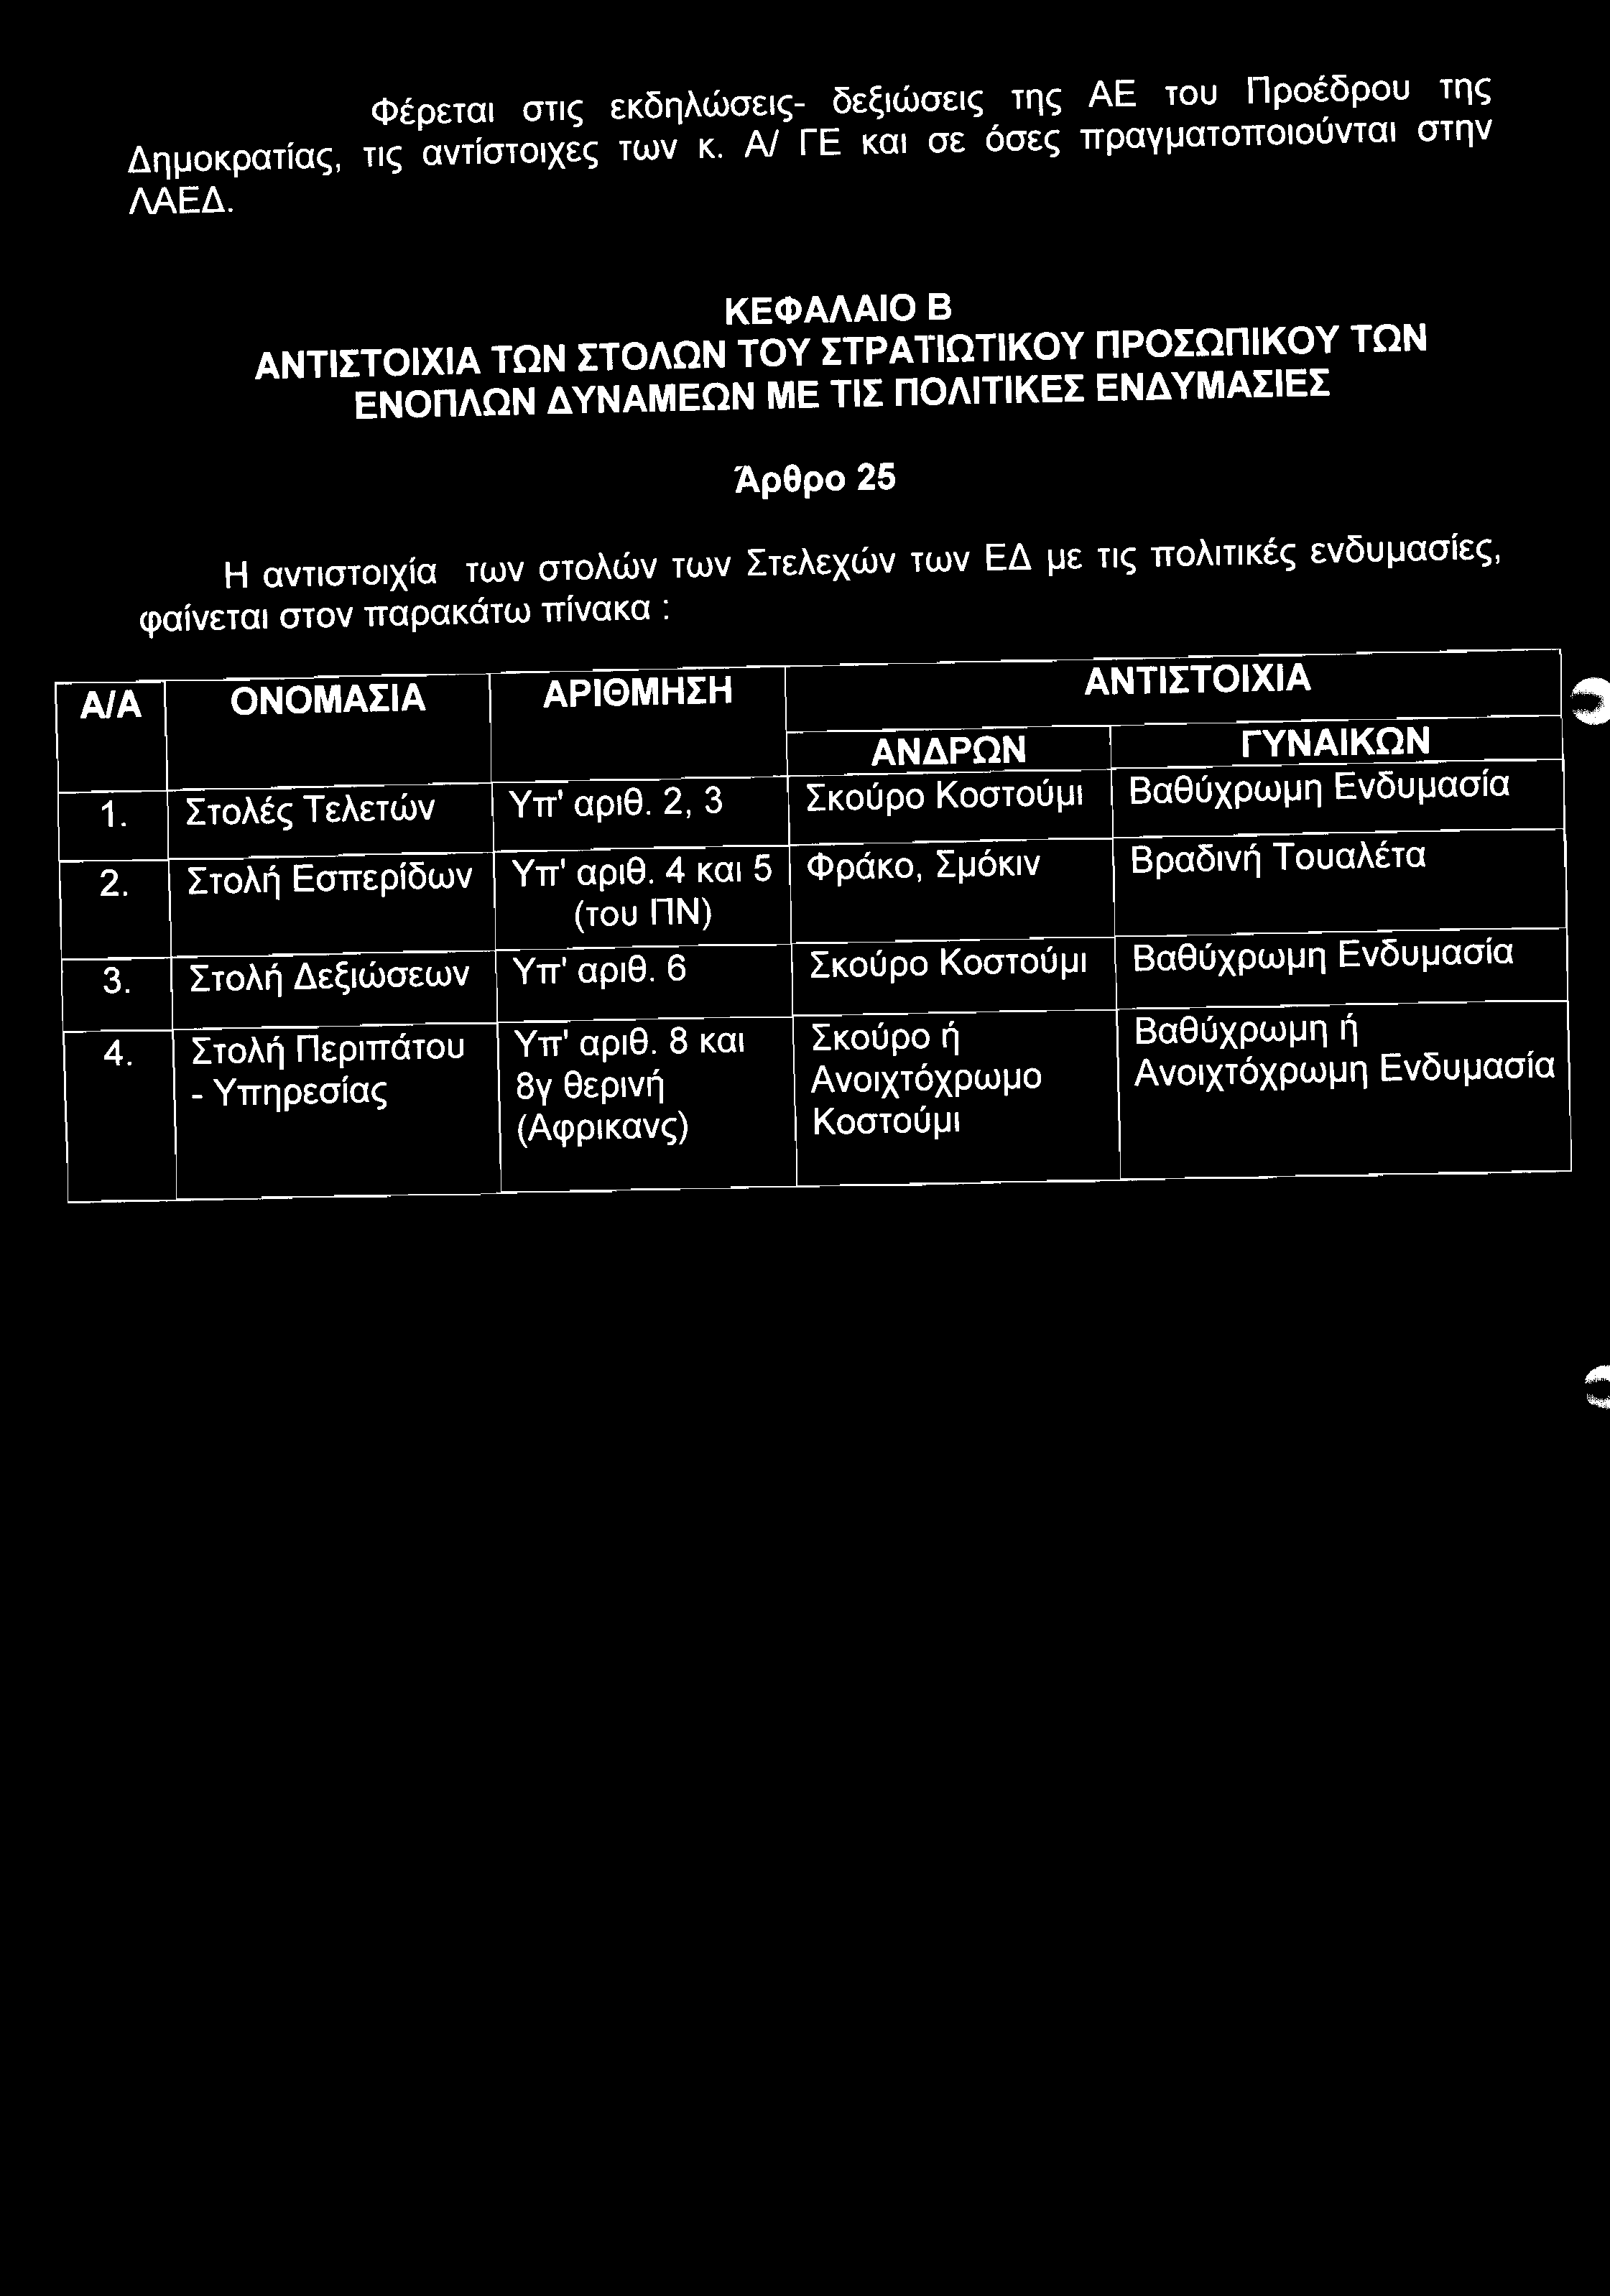 Φέρεται στις εκδηλώσεις- δεξιώσεις της ΑΕ του Προέδρου της
Δημοκρατίας, τις αντίστοιχες των κ. Α/ ΓΕ και σε όσες πραγματοποιούνται στην
ΛΑΕΔ.
ΚΕΦΑΛΑΙΟ Β
ΑΝΤΙΣΤΟΙΧΙΑ ΤΩΝ ΣΤΟΛΩΝ ΤΟΥ ΣΤΡΑΤΙΩΤΙΚΟΥ ΠΡΟΣΩΠΙΚΟΥ ΤΩΝ
ΕΝΟΠΛΩΝ ΔΥΝΑΜΕΩΝ ΜΕ ΤΙΣ ΠΟΛΙΤΙΚΕΣ ΕΝΔΥΜΑΣΙΕΣ
Άρθρο 25
Η αντιστοιχία των στολών των Στελεχών των ΕΔ με τις πολιτικές ενδυμασίες,
φαίνεται στον παρακάτω πίνακα :
Α/Α ΟΝΟΜΑΣΙΑ ΑΡΙΘΜΗΣΗ ΑΝΤΙΣΤΟΙΧΙΑ
ΑΝΔΡΩΝ ΓΥΝΑΙΚΩΝ
1. Στολές Τελετών Υπ' αριθ. 2, 3 Σκούρο Κοστούμι Βαθύχρωμη Ενδυμασία
2. Στολή Εσπερίδων Υπ' αριθ. 4 και 5 Φράκο, Σμόκιν Βραδινή Τουαλέτα
(του ΠΝ)
3. Στολή Δεξιώσεων Υπ' αριθ. 6 Σκούρο Κοστούμι Βαθύχρωμη Ενδυμασία
4. Στολή Περιπάτου Υπ' αριθ. 8 και Σκούρο ή Βαθύχρωμη ή
- Υπηρεσίας 8γ θερινή Ανοιχτόχρωμο Ανοιχτόχρωμη Ενδυμασία
(Αφρικανς) Κοστούμι